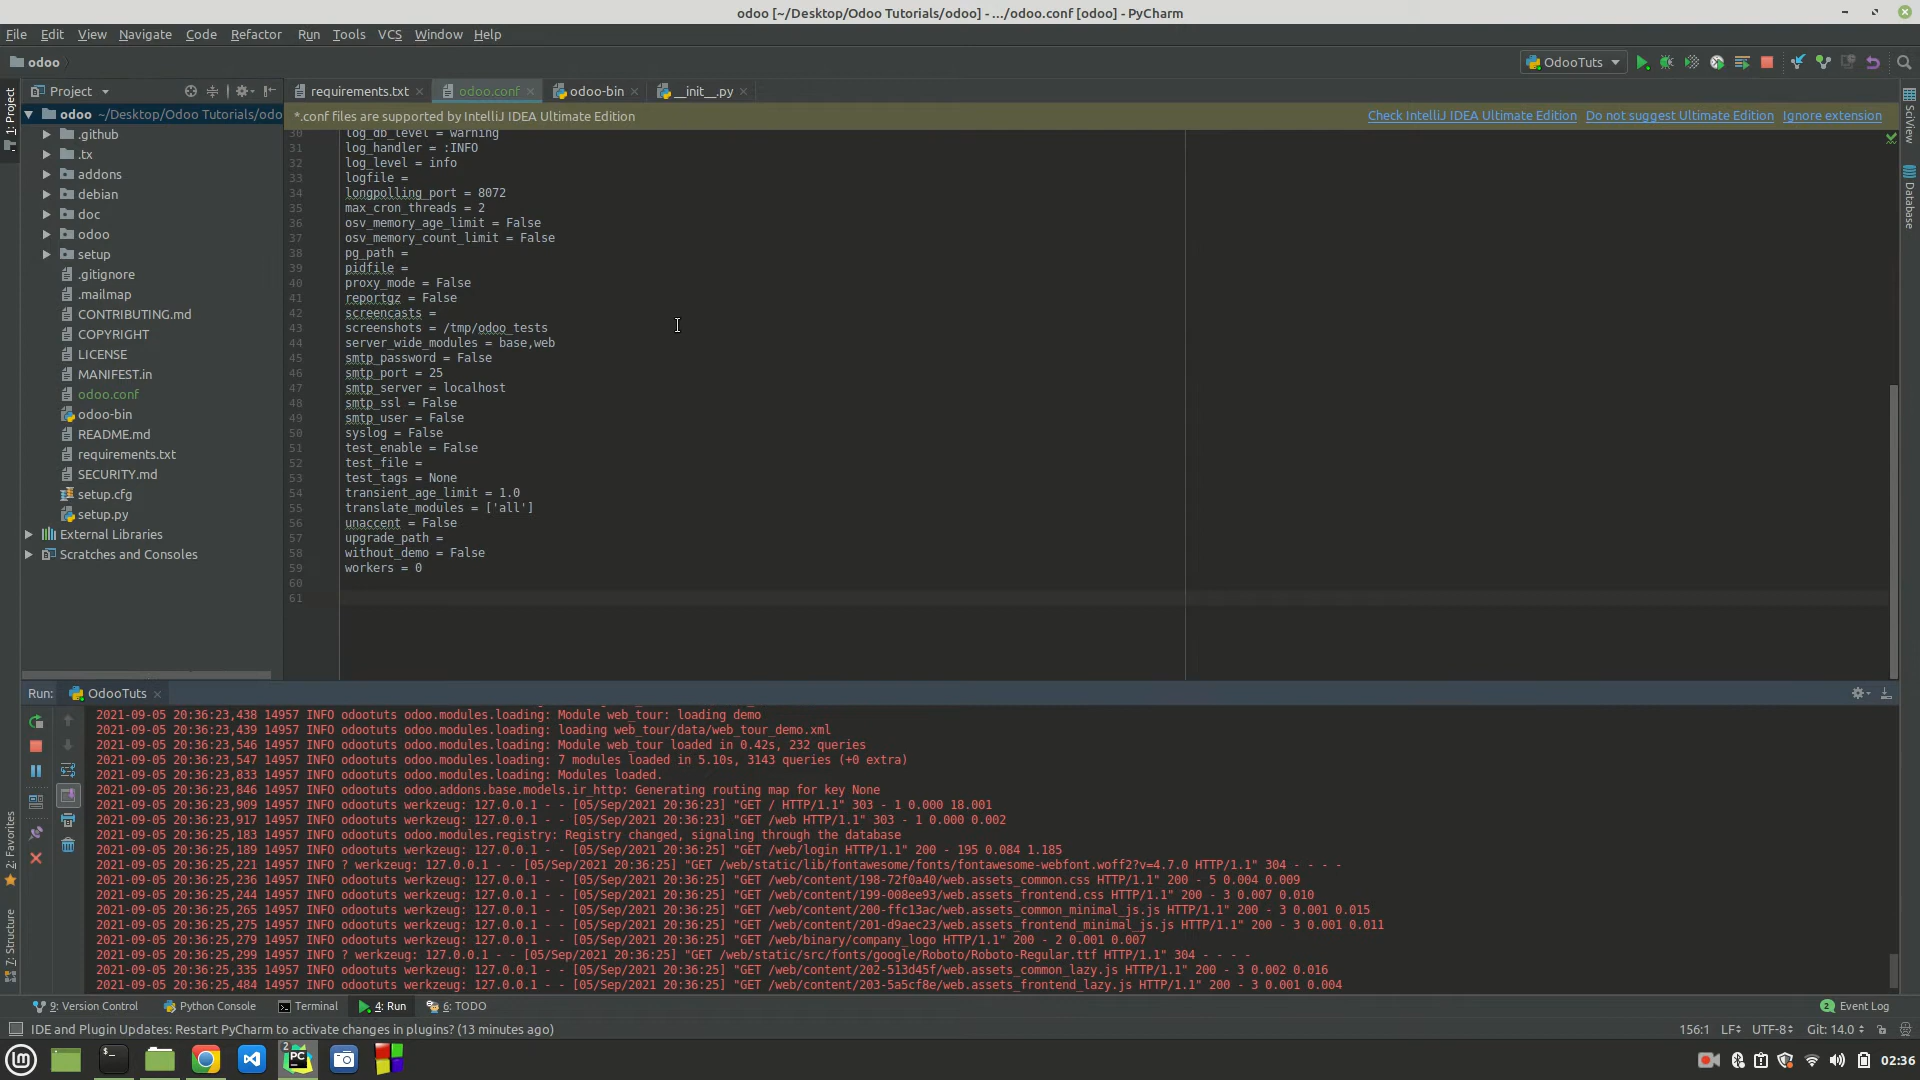 odoo [~/Desktop/Odoo Tutorials/odoo] - .../odoo.conf [odoo] - PyCharm
File Edit View Navigate Code Refactor Run Tools VCS Window Help
odoo
OdooTuts
Project
requirements.txt
odoo.conf
odoo-bin
__init__.py
1: Project
odoo ~/Desktop/Odoo Tutorials/odo
.github
.tx
addons
debian
doc
odoo
setup
.gitignore
.mailmap
CONTRIBUTING.md
COPYRIGHT
LICENSE
MANIFEST.in
odoo.conf
odoo-bin
README.md
requirements.txt
SECURITY.md
setup.cfg
setup.py
External Libraries
Scratches and Consoles
*.conf files are supported by IntelliJ IDEA Ultimate Edition
Check IntelliJ IDEA Ultimate Edition Do not suggest Ultimate Edition Ignore extension
30 log_db_level = warning
31 log_handler = :INFO
32 log_level = info
33 logfile =
34 longpolling_port = 8072
35 max_cron_threads = 2
36 osv_memory_age_limit = False
37 osv_memory_count_limit = False
38 pg_path =
39 pidfile =
40 proxy_mode = False
41 reportgz = False
42 screencasts =
43 screenshots = /tmp/odoo_tests
44 server_wide_modules = base,web
45 smtp_password = False
46 smtp_port = 25
47 smtp_server = localhost
48 smtp_ssl = False
49 smtp_user = False
50 syslog = False
51 test_enable = False
52 test_file =
53 test_tags = None
54 transient_age_limit = 1.0
55 translate_modules = ['all']
56 unaccent = False
57 upgrade_path =
58 without_demo = False
59 workers = 0
60
61
SciView
Database
Run: OdooTuts
2021-09-05 20:36:23,438 14957 INFO odootuts odoo.modules.loading: Module web_tour: loading demo
2021-09-05 20:36:23,439 14957 INFO odootuts odoo.modules.loading: loading web_tour/data/web_tour_demo.xml
2021-09-05 20:36:23,546 14957 INFO odootuts odoo.modules.loading: Module web_tour loaded in 0.42s, 232 queries
2021-09-05 20:36:23,547 14957 INFO odootuts odoo.modules.loading: 7 modules loaded in 5.10s, 3143 queries (+0 extra)
2021-09-05 20:36:23,833 14957 INFO odootuts odoo.modules.loading: Modules loaded.
2021-09-05 20:36:23,846 14957 INFO odootuts odoo.addons.base.models.ir_http: Generating routing map for key None
2021-09-05 20:36:23,909 14957 INFO odootuts werkzeug: 127.0.0.1 - - [05/Sep/2021 20:36:23] "GET / HTTP/1.1" 303 - 1 0.000 18.001
2021-09-05 20:36:23,917 14957 INFO odootuts werkzeug: 127.0.0.1 - - [05/Sep/2021 20:36:23] "GET /web HTTP/1.1" 303 - 1 0.000 0.002
2021-09-05 20:36:25,183 14957 INFO odootuts odoo.modules.registry: Registry changed, signaling through the database
2021-09-05 20:36:25,189 14957 INFO odootuts werkzeug: 127.0.0.1 - - [05/Sep/2021 20:36:25] "GET /web/login HTTP/1.1" 200 - 195 0.084 1.185
2021-09-05 20:36:25,221 14957 INFO ? werkzeug: 127.0.0.1 - - [05/Sep/2021 20:36:25] "GET /web/static/lib/fontawesome/fonts/fontawesome-webfont.woff2?v=4.7.0 HTTP/1.1" 304 - - - -
2021-09-05 20:36:25,236 14957 INFO odootuts werkzeug: 127.0.0.1 - - [05/Sep/2021 20:36:25] "GET /web/content/198-72f0a40/web.assets_common.css HTTP/1.1" 200 - 5 0.004 0.009
2021-09-05 20:36:25,244 14957 INFO odootuts werkzeug: 127.0.0.1 - - [05/Sep/2021 20:36:25] "GET /web/content/199-008ee93/web.assets_frontend.css HTTP/1.1" 200 - 3 0.007 0.010
2021-09-05 20:36:25,265 14957 INFO odootuts werkzeug: 127.0.0.1 - - [05/Sep/2021 20:36:25] "GET /web/content/200-ffc13ac/web.assets_common_minimal_js.js HTTP/1.1" 200 - 3 0.001 0.015
2021-09-05 20:36:25,275 14957 INFO odootuts werkzeug: 127.0.0.1 - - [05/Sep/2021 20:36:25] "GET /web/content/201-d9aec23/web.assets_frontend_minimal_js.js HTTP/1.1" 200 - 3 0.001 0.011
2021-09-05 20:36:25,279 14957 INFO odootuts werkzeug: 127.0.0.1 - - [05/Sep/2021 20:36:25] "GET /web/binary/company_logo HTTP/1.1" 200 - 2 0.001 0.007
2021-09-05 20:36:25,299 14957 INFO ? werkzeug: 127.0.0.1 - - [05/Sep/2021 20:36:25] "GET /web/static/src/fonts/google/Roboto/Roboto-Regular.ttf HTTP/1.1" 304 - - - -
2021-09-05 20:36:25,335 14957 INFO odootuts werkzeug: 127.0.0.1 - - [05/Sep/2021 20:36:25] "GET /web/content/202-513d45f/web.assets_common_lazy.js HTTP/1.1" 200 - 3 0.002 0.016
2021-09-05 20:36:25,484 14957 INFO odootuts werkzeug: 127.0.0.1 - - [05/Sep/2021 20:36:25] "GET /web/content/203-5a5cf8e/web.assets_frontend_lazy.js HTTP/1.1" 200 - 3 0.001 0.004
2: Favorites
7: Structure
9: Version Control Python Console Terminal 4: Run 6: TODO
2 Event Log
IDE and Plugin Updates: Restart PyCharm to activate changes in plugins? (13 minutes ago)
156:1 LF UTF-8 Git: 14.0
2
PC
02:36